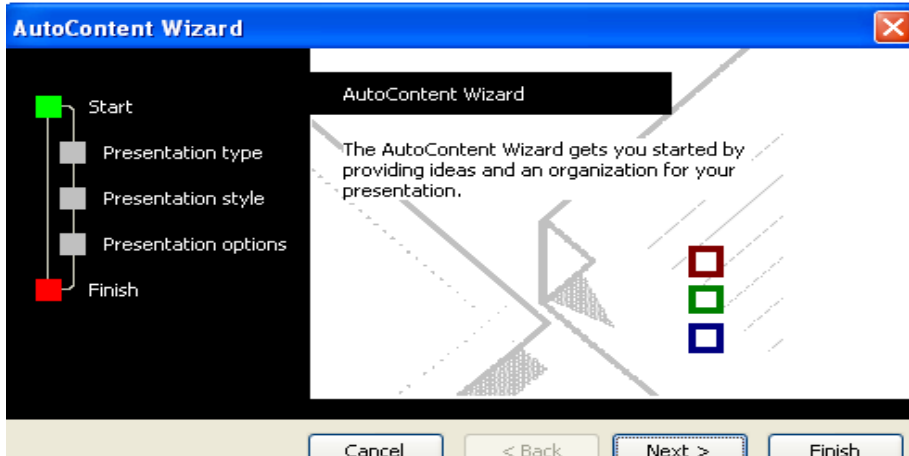 AutoContent Wizard
Start
Presentation type
Presentation style
Presentation options
Finish
AutoContent Wizard
The AutoContent Wizard gets you started by
providing ideas and an organization for your
presentation.
Cancel
< Back
Next >
Finish